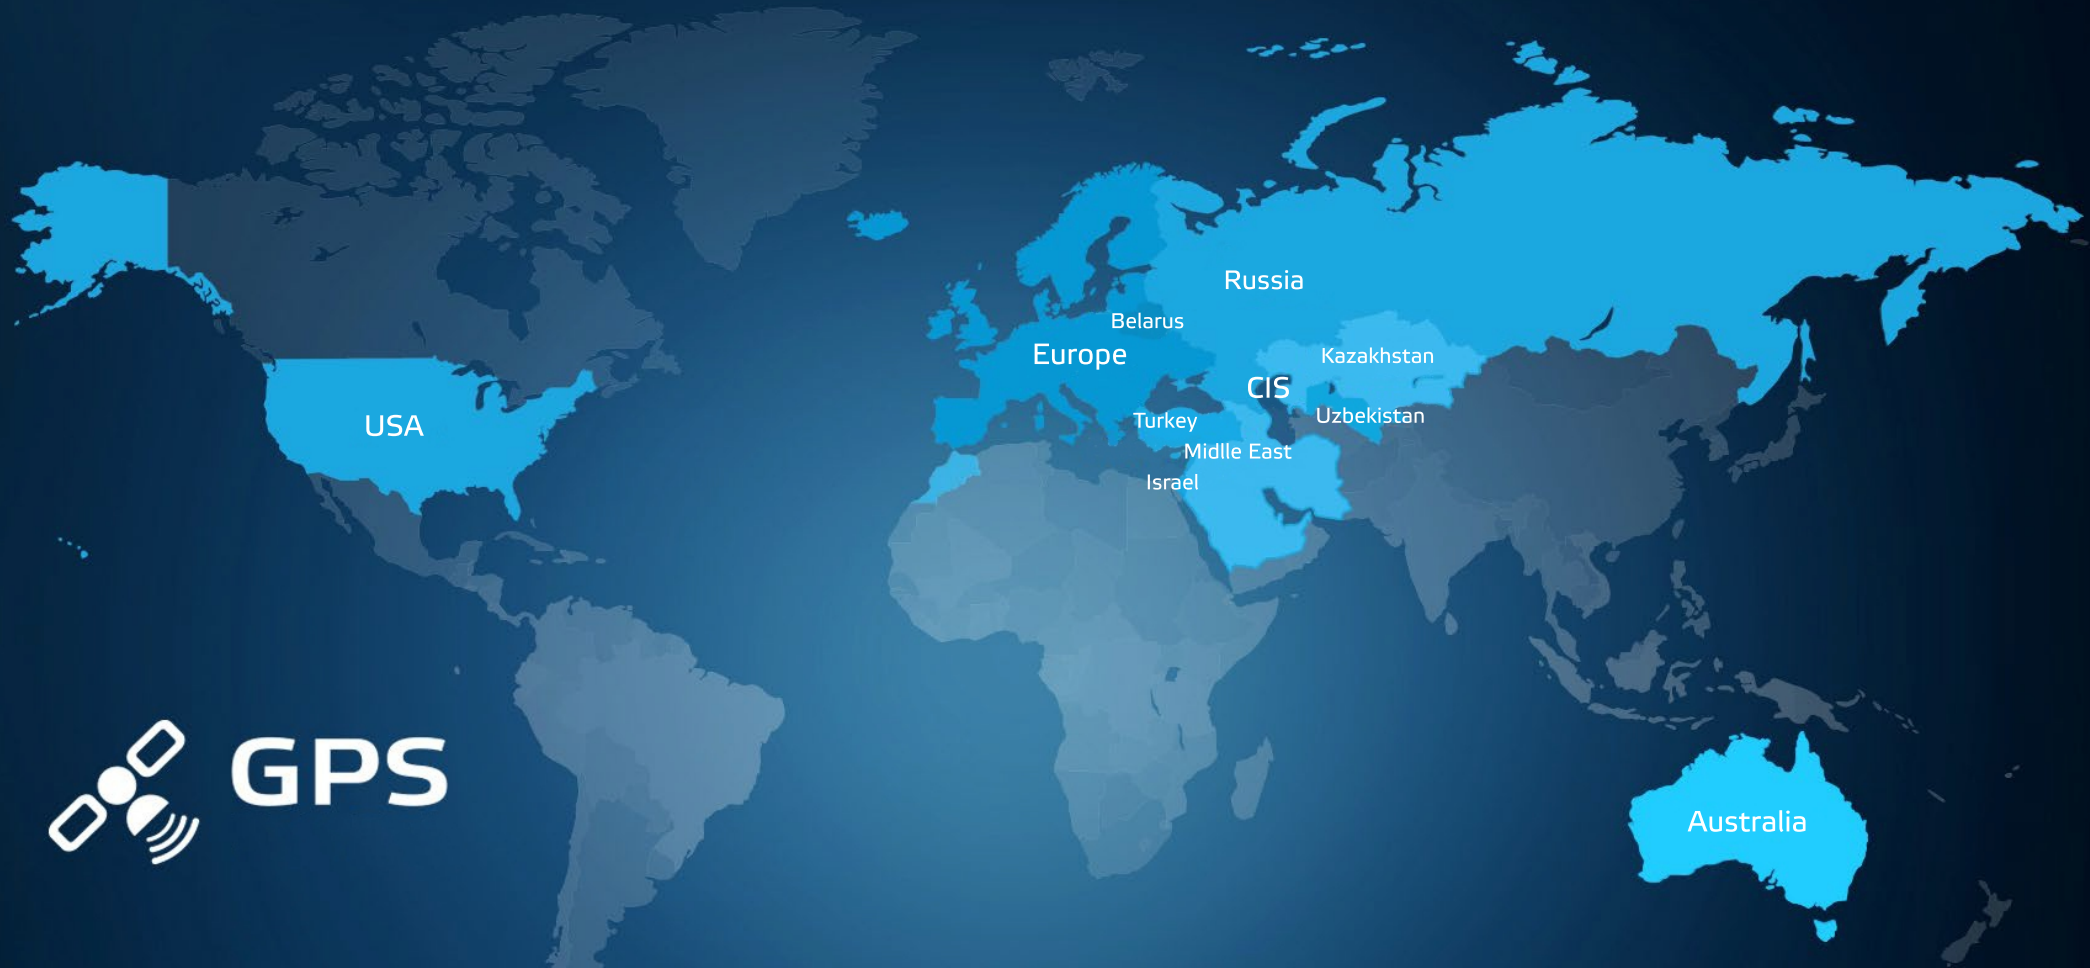 Russia
Belarus
Europe
Kazakhstan
CIS
USA
Turkey
Uzbekistan
Midlle East
Israel
GPS
Australia